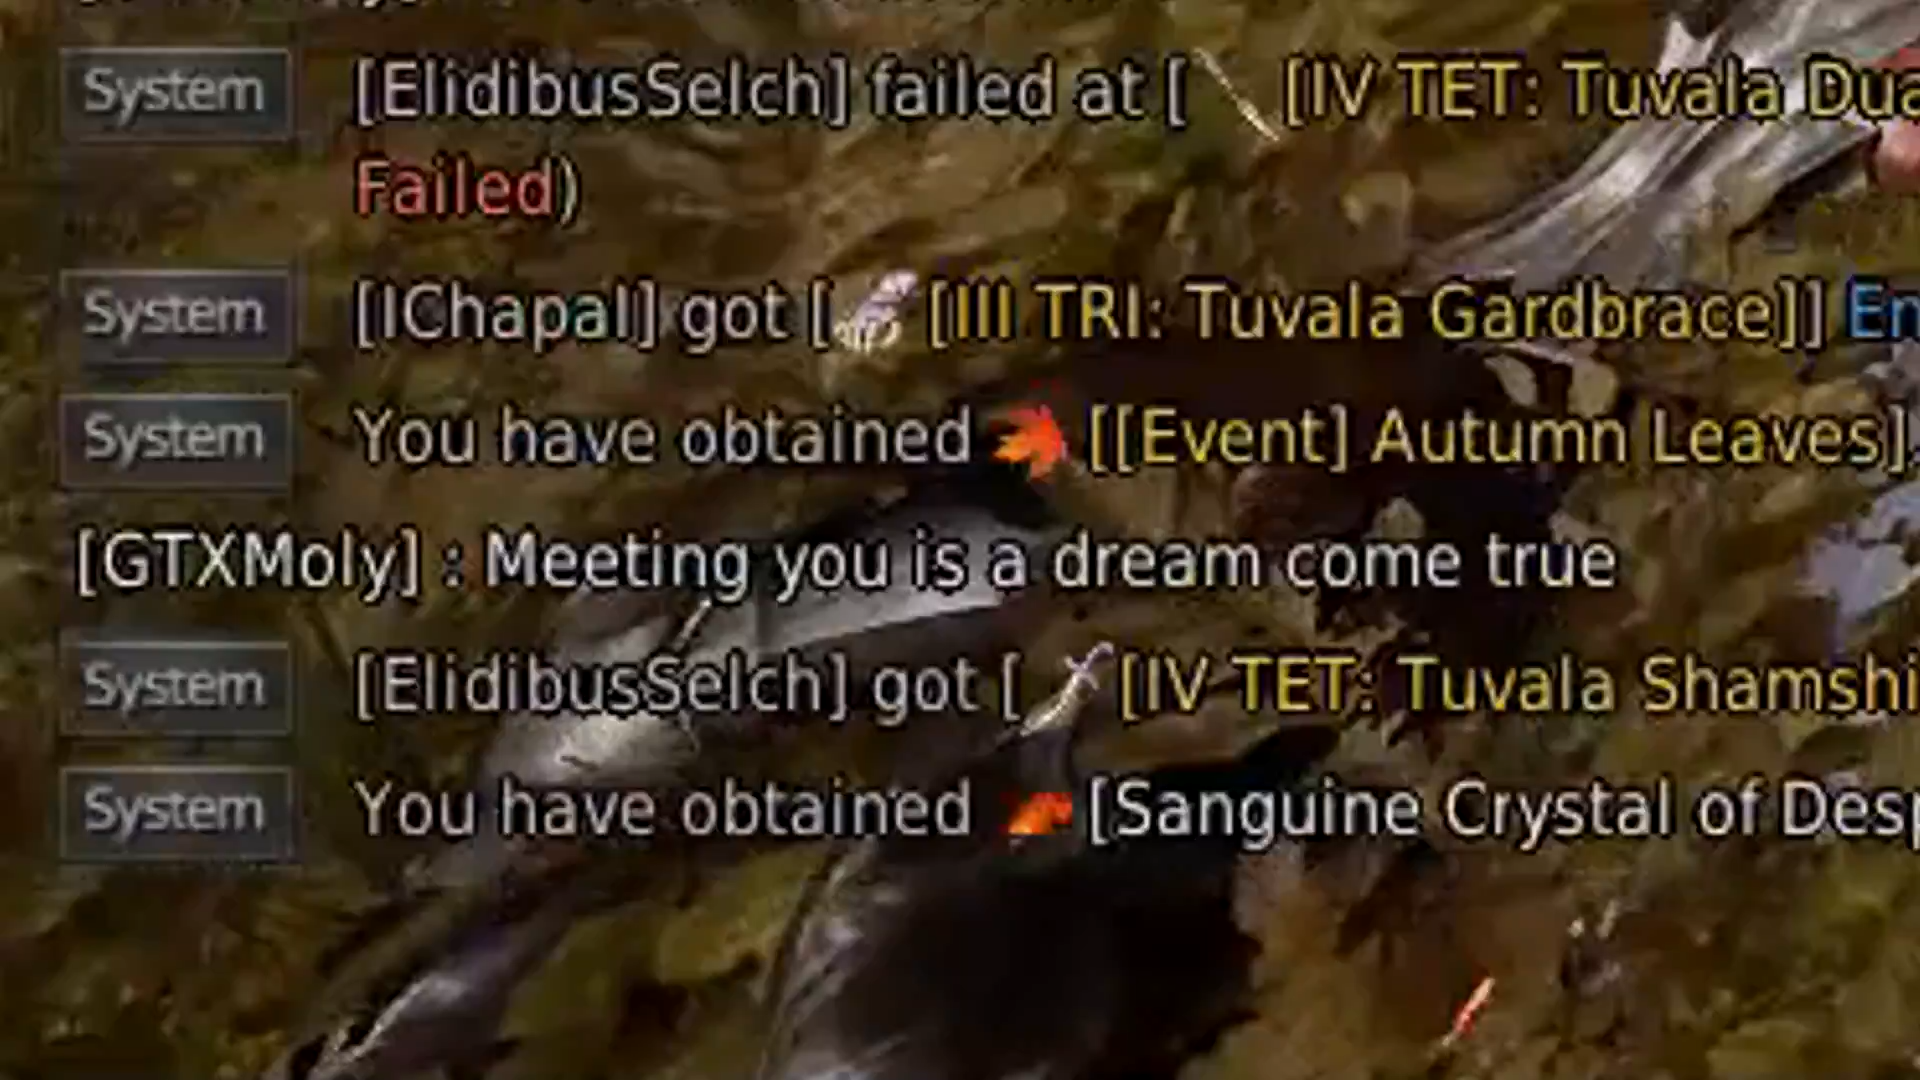 System [ElidibusSelch] failed at [ [IV TET: Tuvala Dua
Failed)
System [IChapaI] got [ [III TRI: Tuvala Gardbrace]] En
System You have obtained [[Event] Autumn Leaves].
[GTXMoly] : Meeting you is a dream come true
System [ElidibusSelch] got [ [IV TET: Tuvala Shamshi
System You have obtained [Sanguine Crystal of Desp